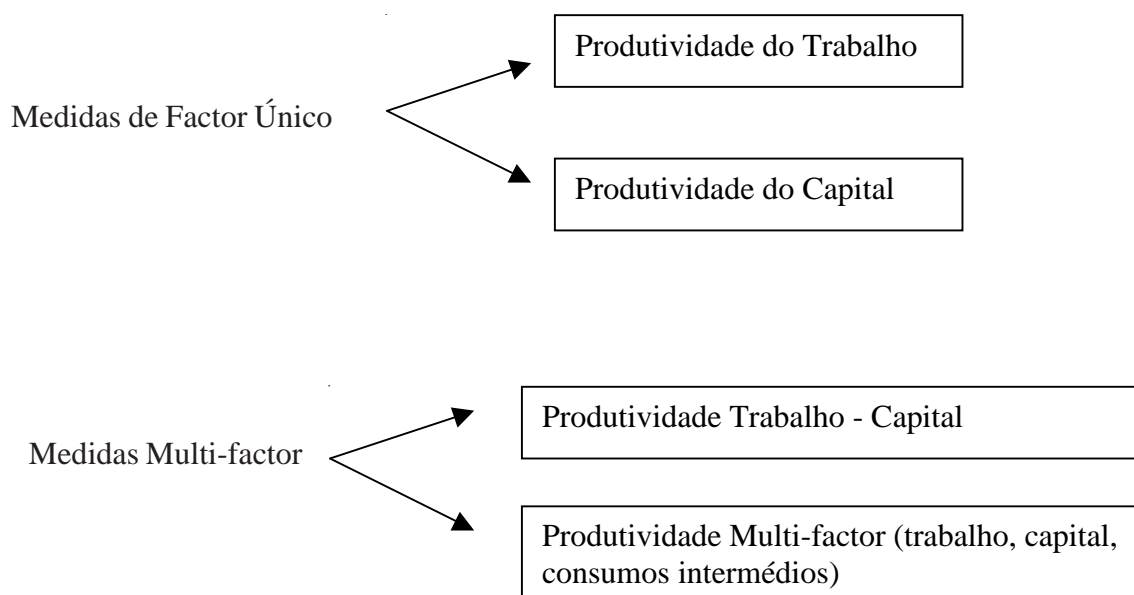 Produtividade do Trabalho
Medidas de Factor Único
Produtividade do Capital
Produtividade Trabalho - Capital
Medidas Multi-factor
Produtividade Multi-factor (trabalho, capital,
consumos intermédios)